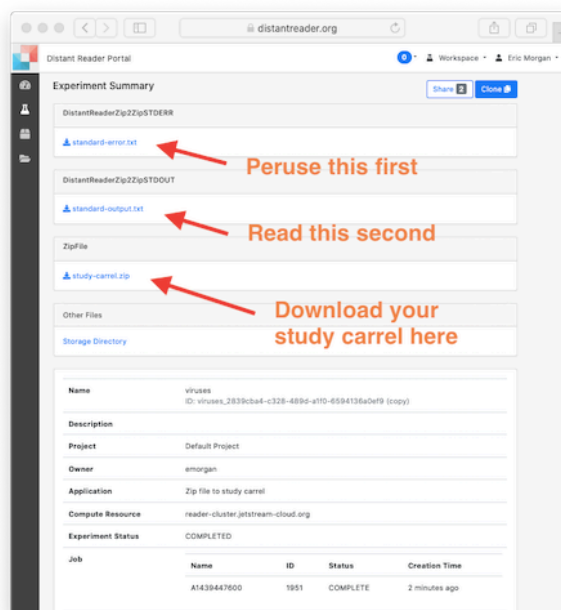 distantreader.org
Distant Reader Portal
0 Workspace Eric Morgan
Experiment Summary
Share 2 Clone
DistantReaderZip2ZipSTDERR
standard-error.txt
Peruse this first
DistantReaderZip2ZipSTDOUT
standard-output.txt
Read this second
ZipFile
study-carrel.zip
Download your
study carrel here
Other Files
Storage Directory
Name viruses
ID: viruses_2839cba4-c328-489d-a1f0-6594136a0ef9 (copy)
Description
Project Default Project
Owner emorgan
Application Zip file to study carrel
Compute Resource reader-cluster.jetstream-cloud.org
Experiment Status COMPLETED
Job Name ID Status Creation Time
A1439447600 1951 COMPLETE 2 minutes ago